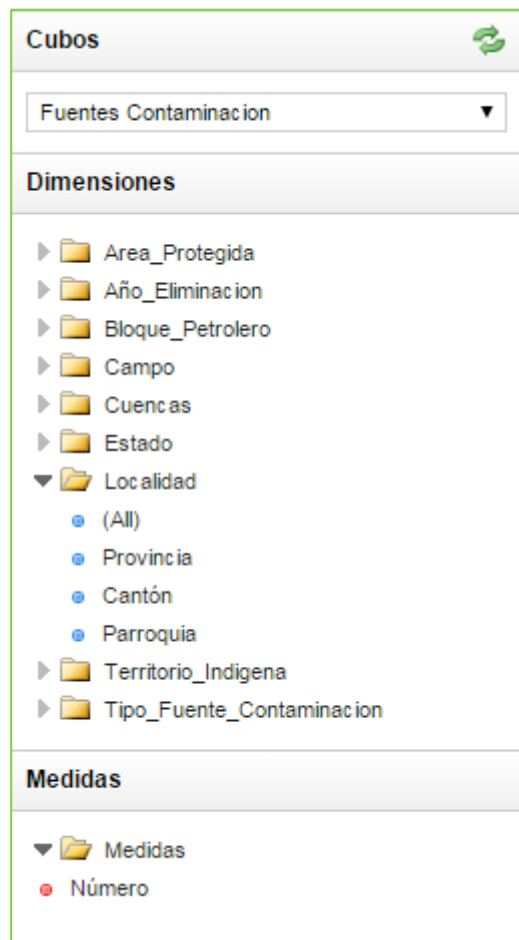 Cubos
Fuentes Contaminacion
Dimensiones
Area_Protegida
Año_Eliminacion
Bloque_Petrolero
Campo
Cuencas
Estado
Localidad
(All)
Provincia
Cantón
Parroquia
Territorio_Indigena
Tipo_Fuente_Contaminacion
Medidas
Medidas
Número